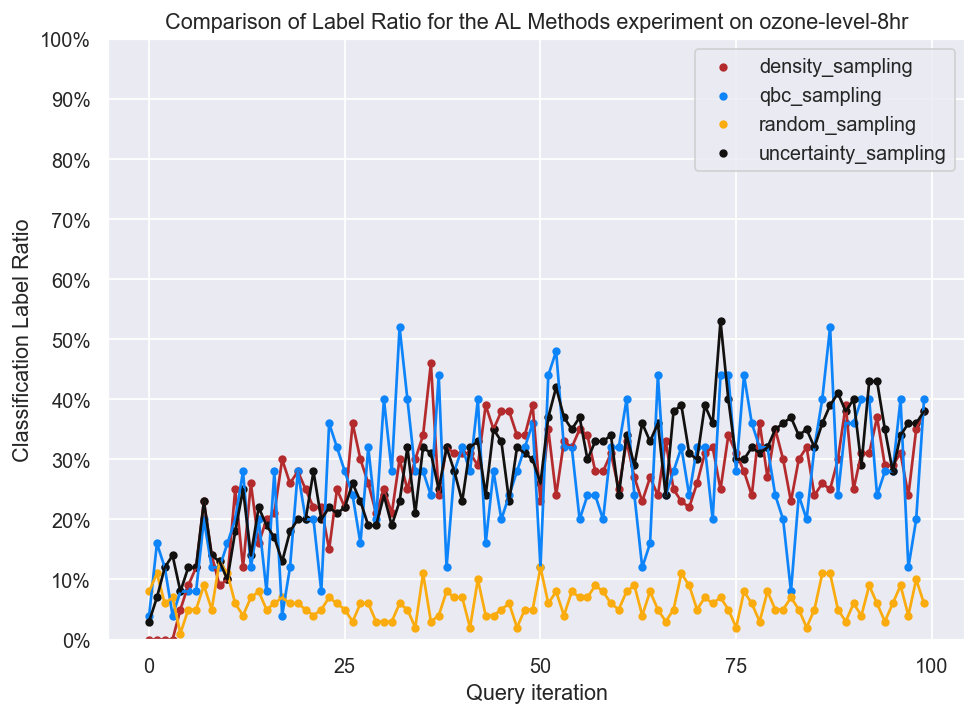 Comparison of Label Ratio for the AL Methods experiment on ozone-level-8hr
100%
90%
80%
70%
60%
50%
40%
30%
20%
10%
0%
Classification Label Ratio
density_sampling
qbc_sampling
random_sampling
uncertainty_sampling
0 25 50 75 100
Query iteration